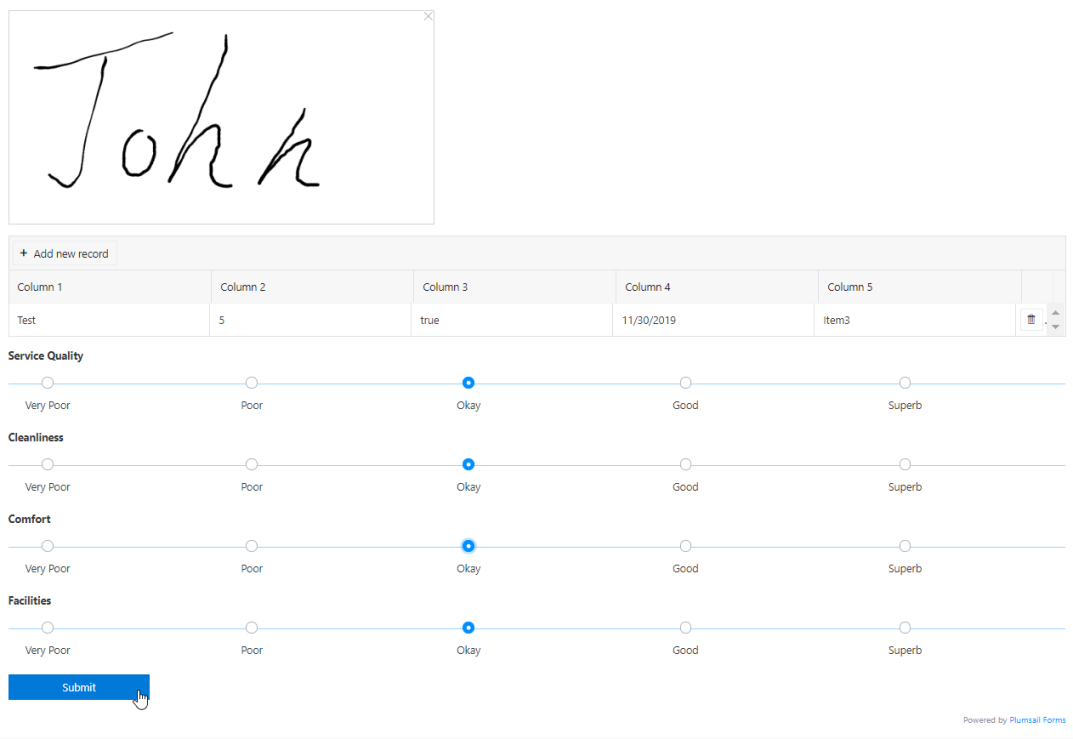 John
+ Add new record
Column 1 Column 2 Column 3 Column 4 Column 5
Test 5 true 11/30/2019 Item3
Service Quality
Very Poor Poor Okay Good Superb
Cleanliness
Very Poor Poor Okay Good Superb
Comfort
Very Poor Poor Okay Good Superb
Facilities
Very Poor Poor Okay Good Superb
Submit
Powered by Plumsail Forms